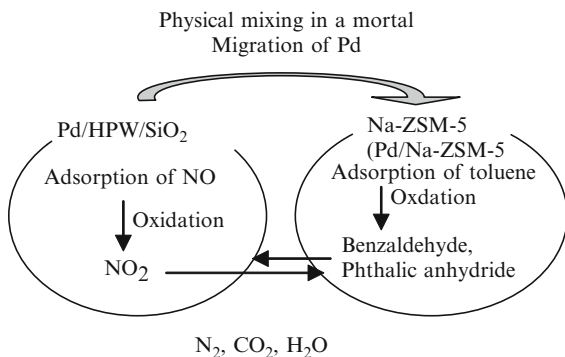 Physical mixing in a mortal
Migration of Pd
Pd/HPW/SiO₂
Adsorption of NO
Oxidation
NO₂
Na-ZSM-5
(Pd/Na-ZSM-5
Adsorption of toluene
Oxdation
Benzaldehyde,
Phthalic anhydride
N₂, CO₂, H₂O